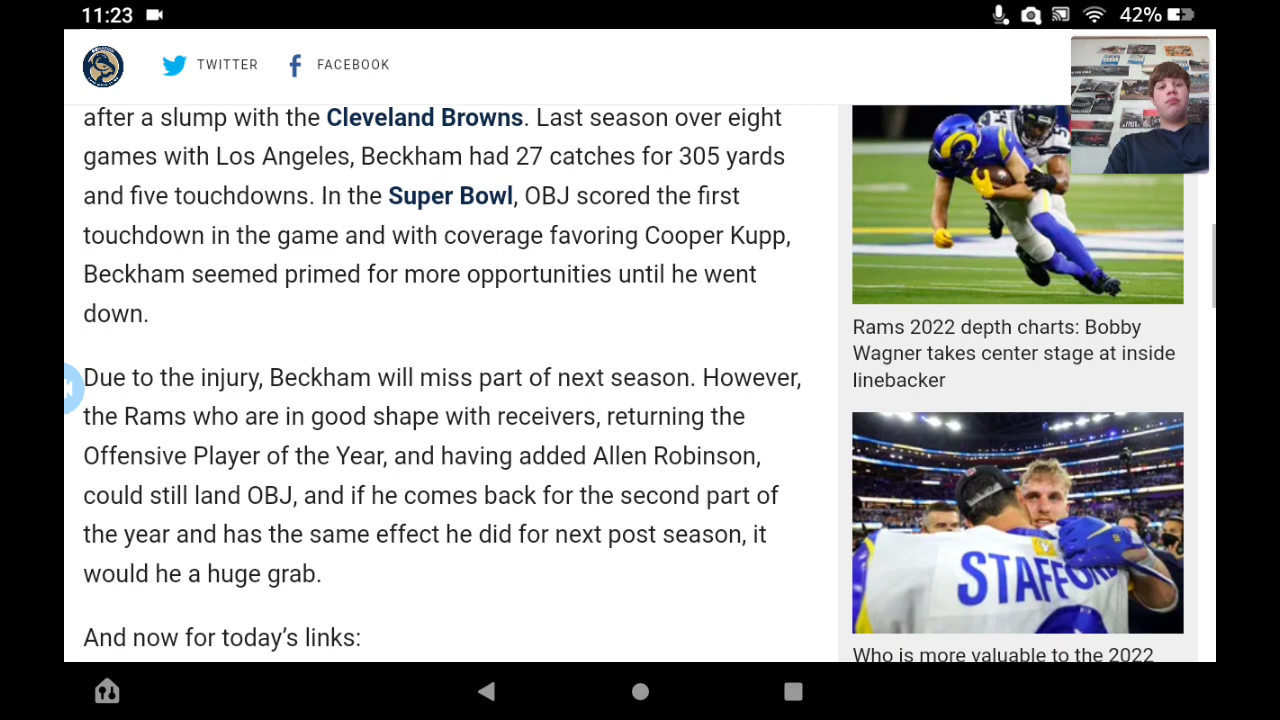 11:23
42%
TWITTER
FACEBOOK
after a slump with the Cleveland Browns. Last season over eight
games with Los Angeles, Beckham had 27 catches for 305 yards
and five touchdowns. In the Super Bowl, OBJ scored the first
touchdown in the game and with coverage favoring Cooper Kupp,
Beckham seemed primed for more opportunities until he went
down.
Due to the injury, Beckham will miss part of next season. However,
the Rams who are in good shape with receivers, returning the
Offensive Player of the Year, and having added Allen Robinson,
could still land OBJ, and if he comes back for the second part of
the year and has the same effect he did for next post season, it
would he a huge grab.
And now for today’s links:
Rams 2022 depth charts: Bobby
Wagner takes center stage at inside
linebacker
STAFFORD
Who is more valuable to the 2022